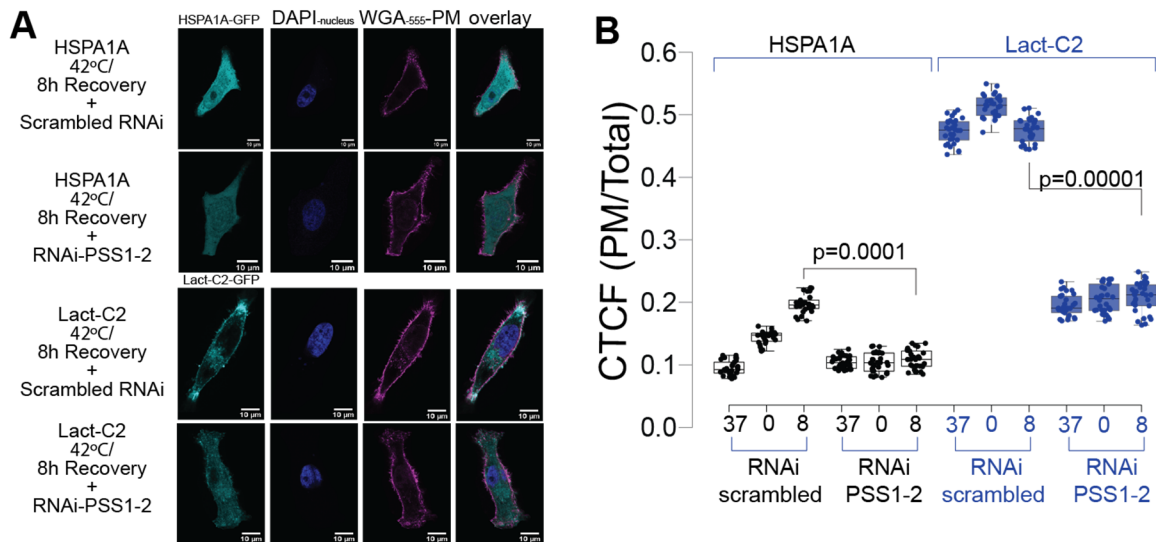 A
HSPA1A-GFP DAPI-nucleus WGA-555-PM overlay
HSPA1A
42ºC/
8h Recovery
+
Scrambled RNAi
10 µm 10 µm 10 µm 10 µm
HSPA1A
42ºC/
8h Recovery
+
RNAi-PSS1-2
10 µm 10 µm 10 µm 10 µm
Lact-C2-GFP
Lact-C2
42ºC/
8h Recovery
+
Scrambled RNAi
10 µm 10 µm 10 µm 10 µm
Lact-C2
42ºC/
8h Recovery
+
RNAi-PSS1-2
10 µm 10 µm 10 µm 10 µm
B
HSPA1A Lact-C2
CTCF (PM/Total)
0.6
0.5
0.4
0.3
0.2
0.1
0.0
p=0.00001
p=0.0001
37 0 8 37 0 8 37 0 8 37 0 8
RNAi RNAi RNAi RNAi
scrambled PSS1-2 scrambled PSS1-2